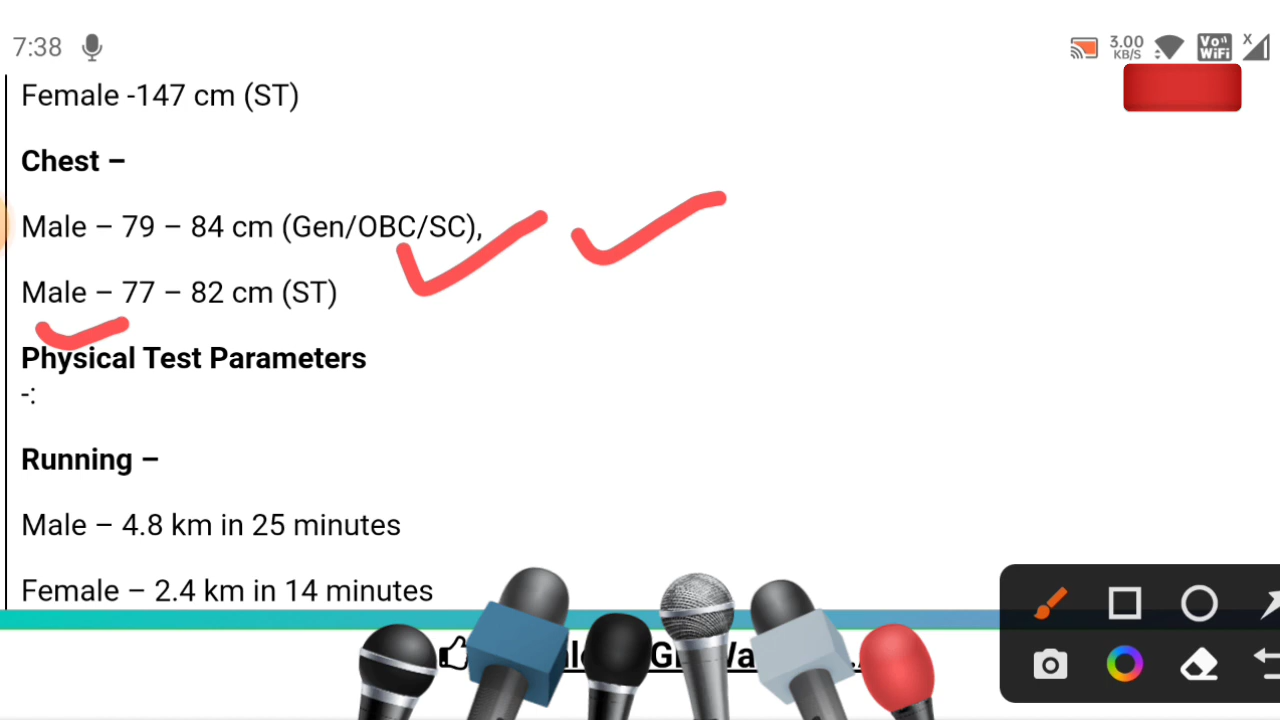 7:38
3.00
KB/S
Vo
WiFi
X
Female -147 cm (ST)
Chest –
Male – 79 – 84 cm (Gen/OBC/SC),
Male – 77 – 82 cm (ST)
Physical Test Parameters
-:
Running –
Male – 4.8 km in 25 minutes
Female – 2.4 km in 14 minutes